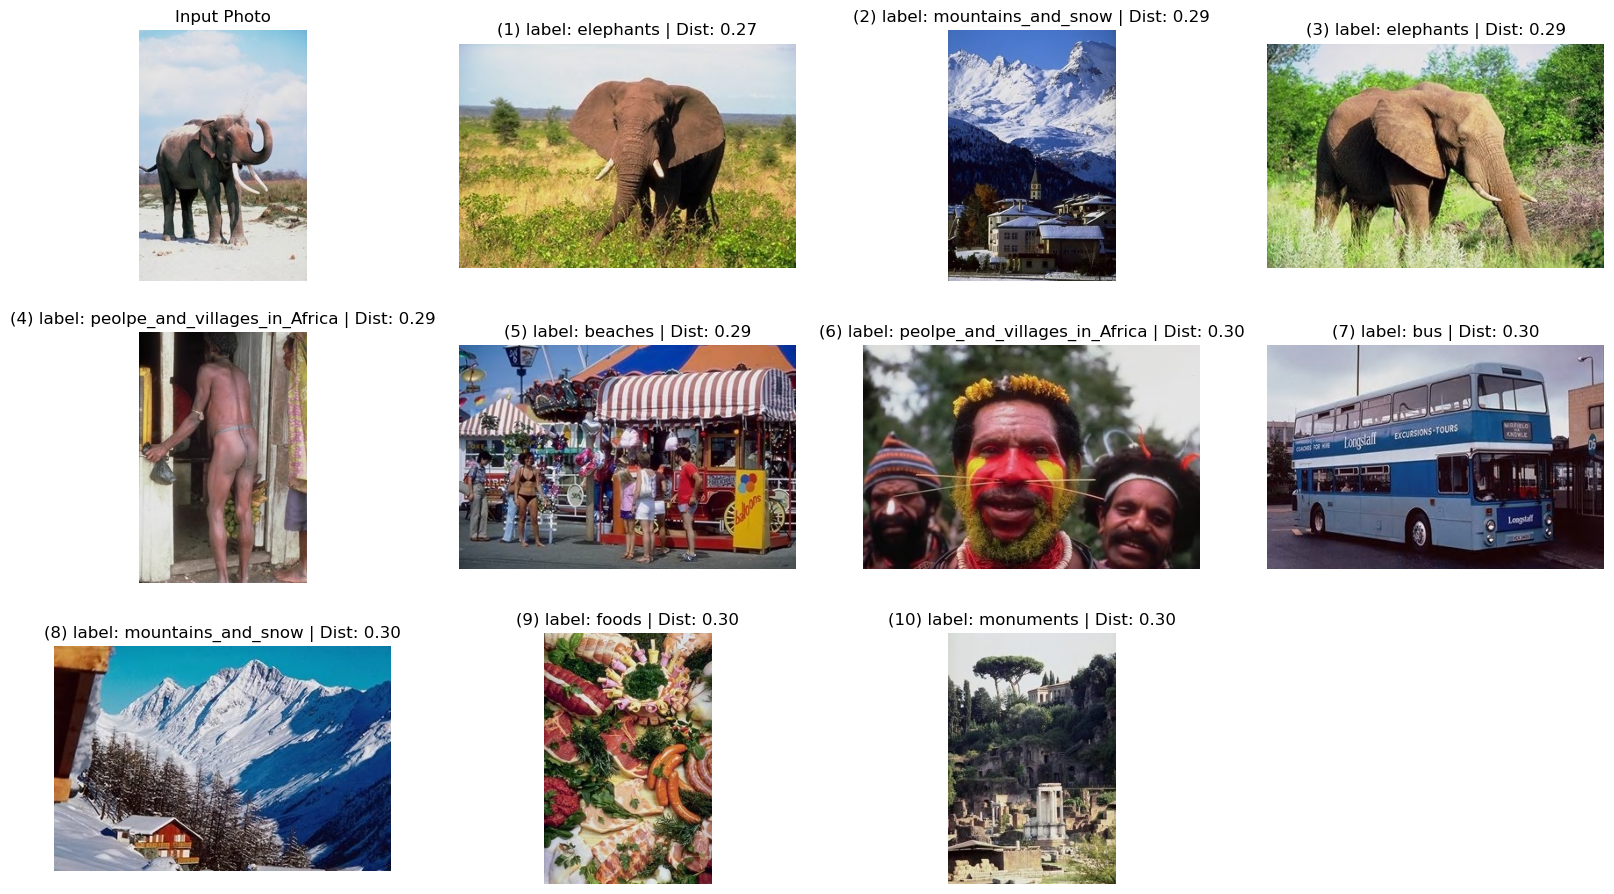 Input Photo
(1) label: elephants | Dist: 0.27
(2) label: mountains_and_snow | Dist: 0.29
(3) label: elephants | Dist: 0.29
(4) label: peolpe_and_villages_in_Africa | Dist: 0.29
(5) label: beaches | Dist: 0.29
balloons
(6) label: peolpe_and_villages_in_Africa | Dist: 0.30
(7) label: bus | Dist: 0.30
COACHES FOR HIRE
Longstaff
EXCURSIONS-TOURS
Longstaff
(8) label: mountains_and_snow | Dist: 0.30
(9) label: foods | Dist: 0.30
(10) label: monuments | Dist: 0.30